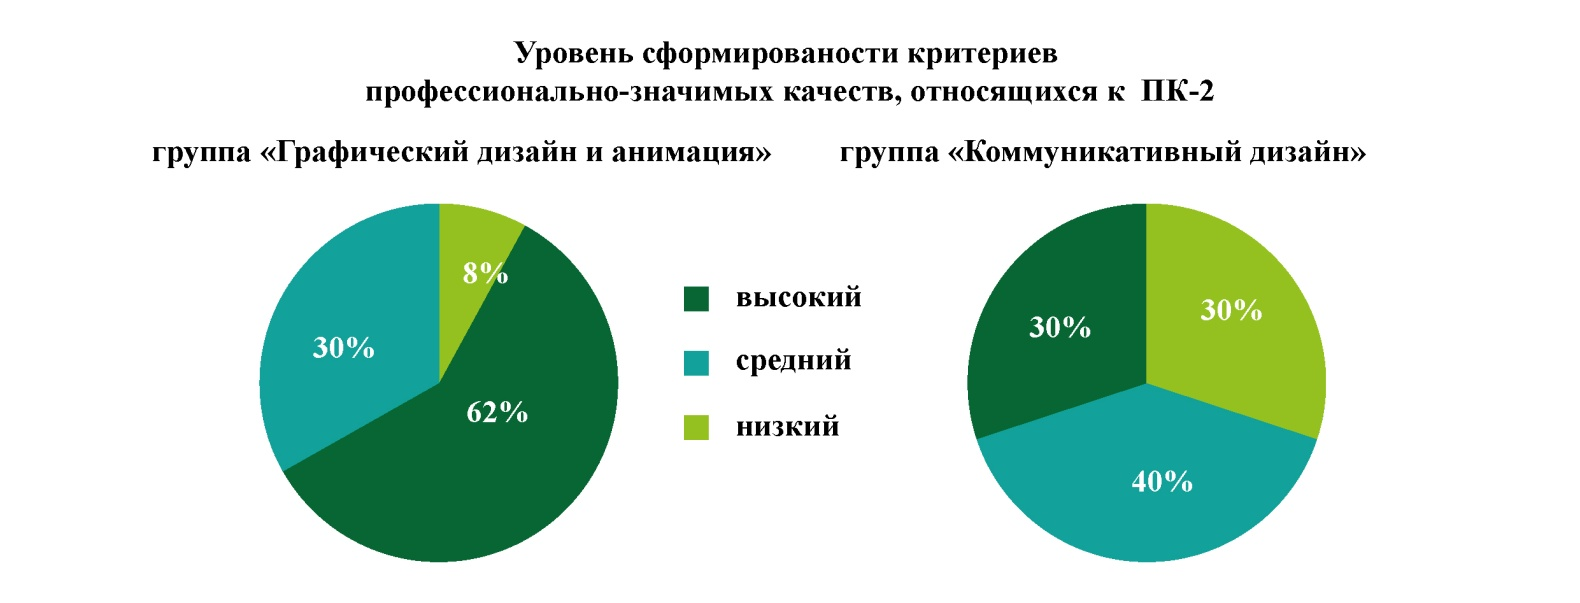 Уровень сформированости критериев
профессионально-значимых качеств, относящихся к ПК-2
группа «Графический дизайн и анимация»
группа «Коммуникативный дизайн»
8%
30%
62%
высокий
средний
низкий
30%
30%
40%